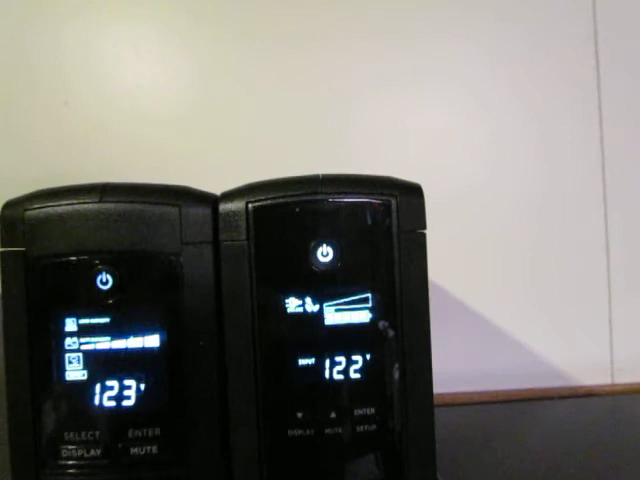 123 V
SELECT ENTER
DISPLAY MUTE
INPUT 122 V
ENTER
DISPLAY MUTE SETUP